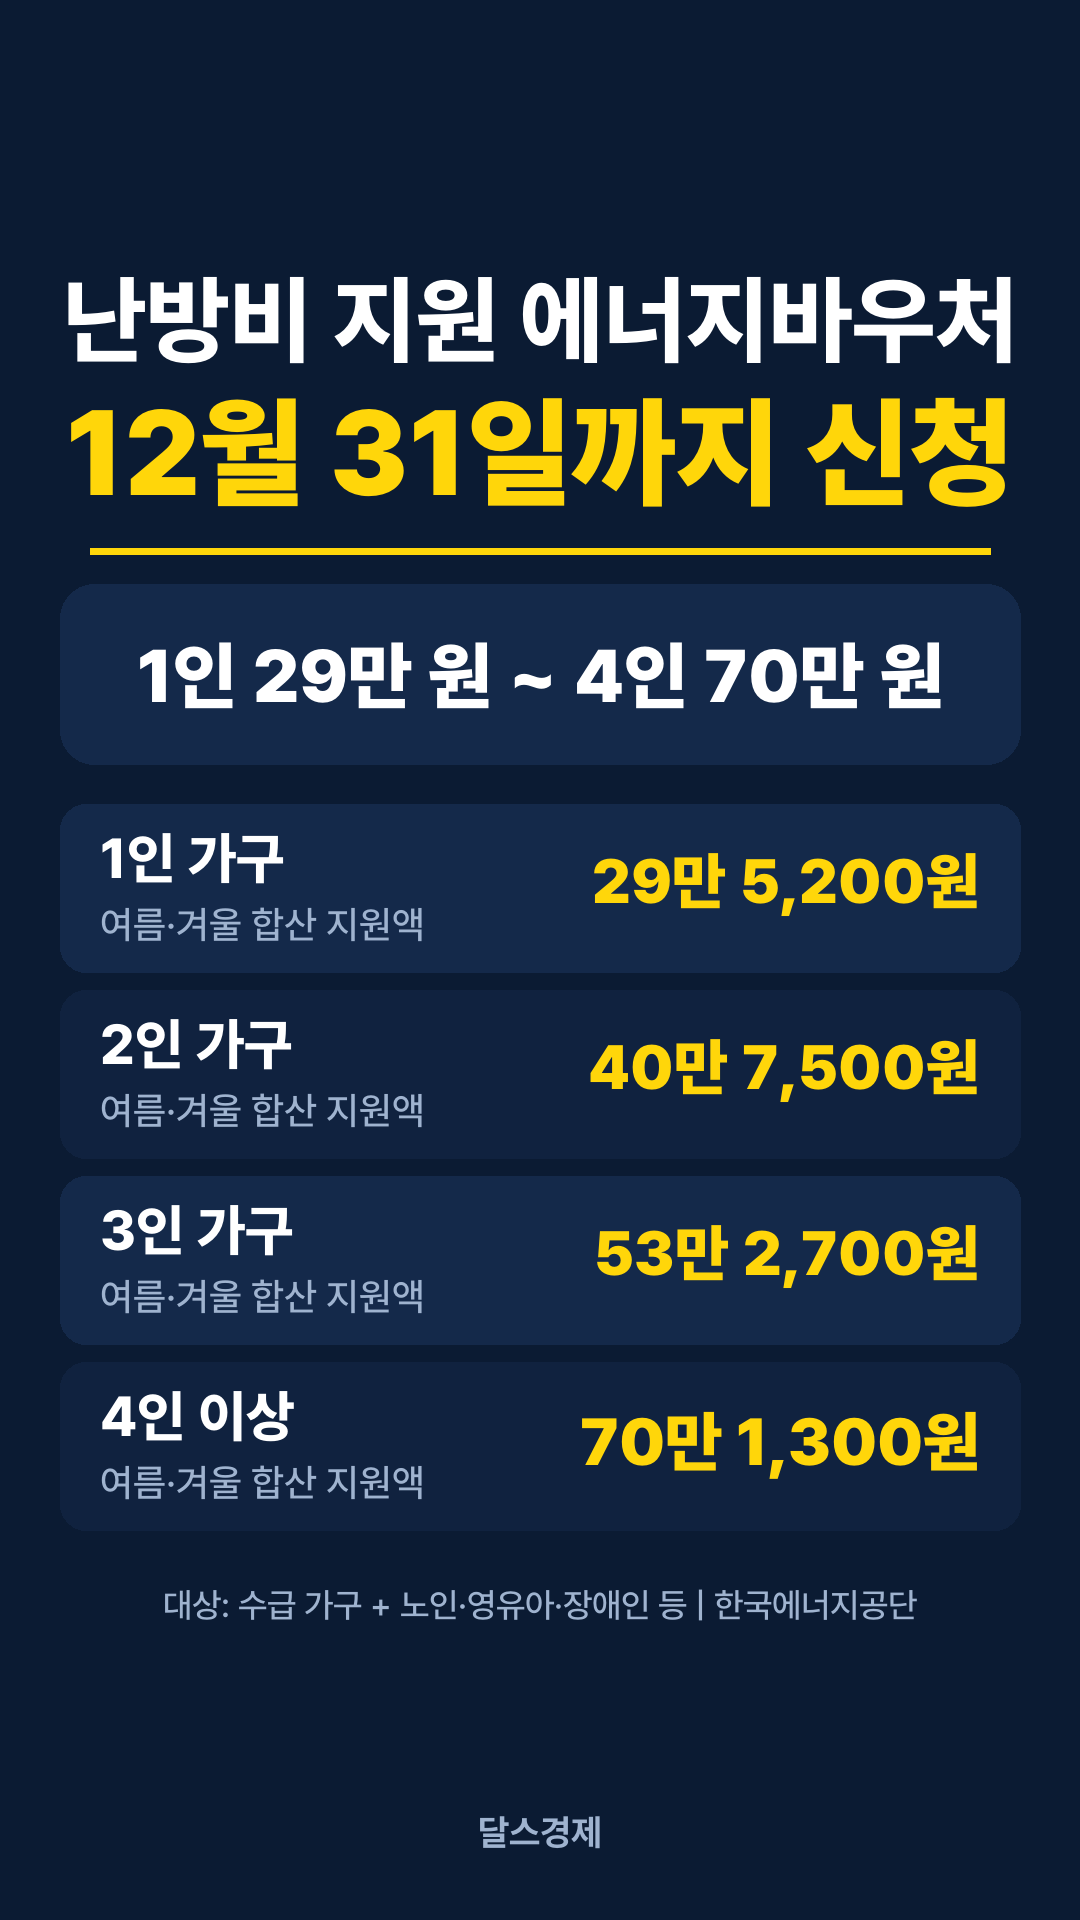 난방비 지원 에너지바우처
12월 31일까지 신청
1인 29만 원 ~ 4인 70만 원
1인 가구
여름·겨울 합산 지원액
29만 5,200원
2인 가구
여름·겨울 합산 지원액
40만 7,500원
3인 가구
여름·겨울 합산 지원액
53만 2,700원
4인 이상
여름·겨울 합산 지원액
70만 1,300원
대상: 수급 가구 + 노인·영유아·장애인 등 | 한국에너지공단
달스경제